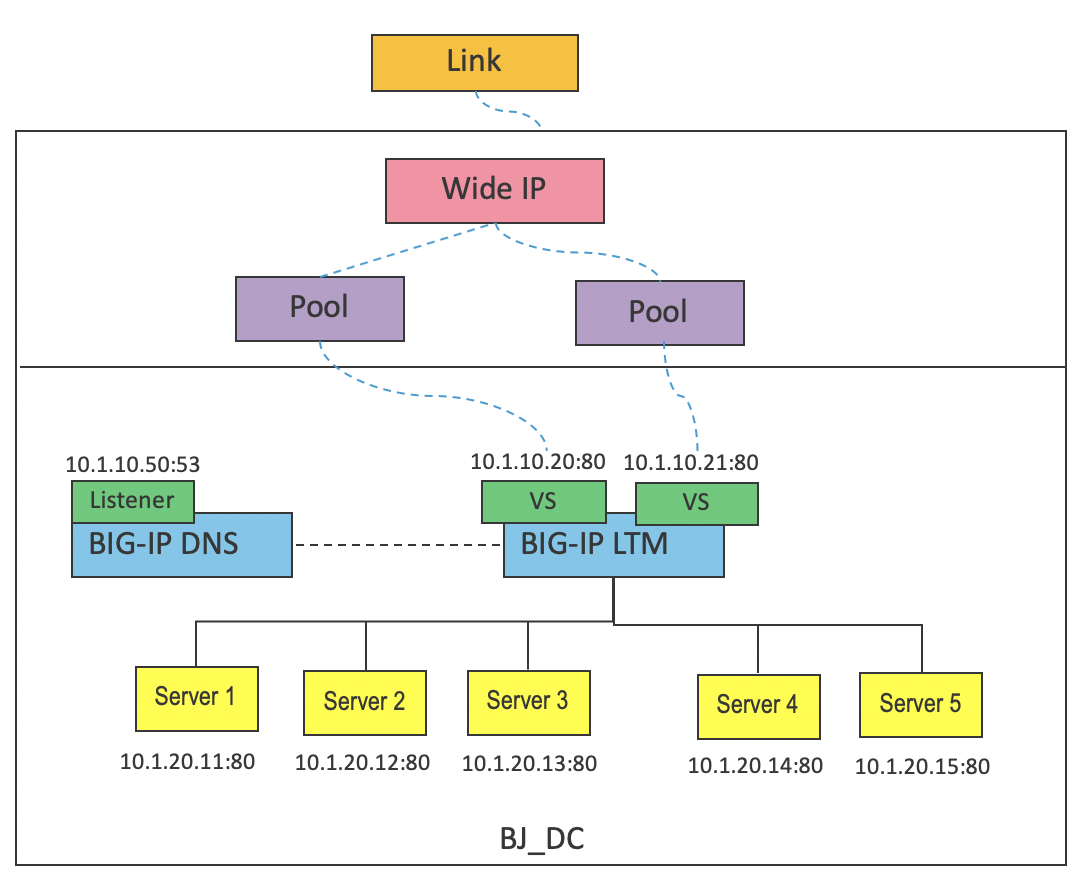 Link
Wide IP
Pool
Pool
10.1.10.50:53
10.1.10.20:80
10.1.10.21:80
Listener
VS
VS
BIG-IP DNS
BIG-IP LTM
Server 1
Server 2
Server 3
Server 4
Server 5
10.1.20.11:80
10.1.20.12:80
10.1.20.13:80
10.1.20.14:80
10.1.20.15:80
BJ_DC